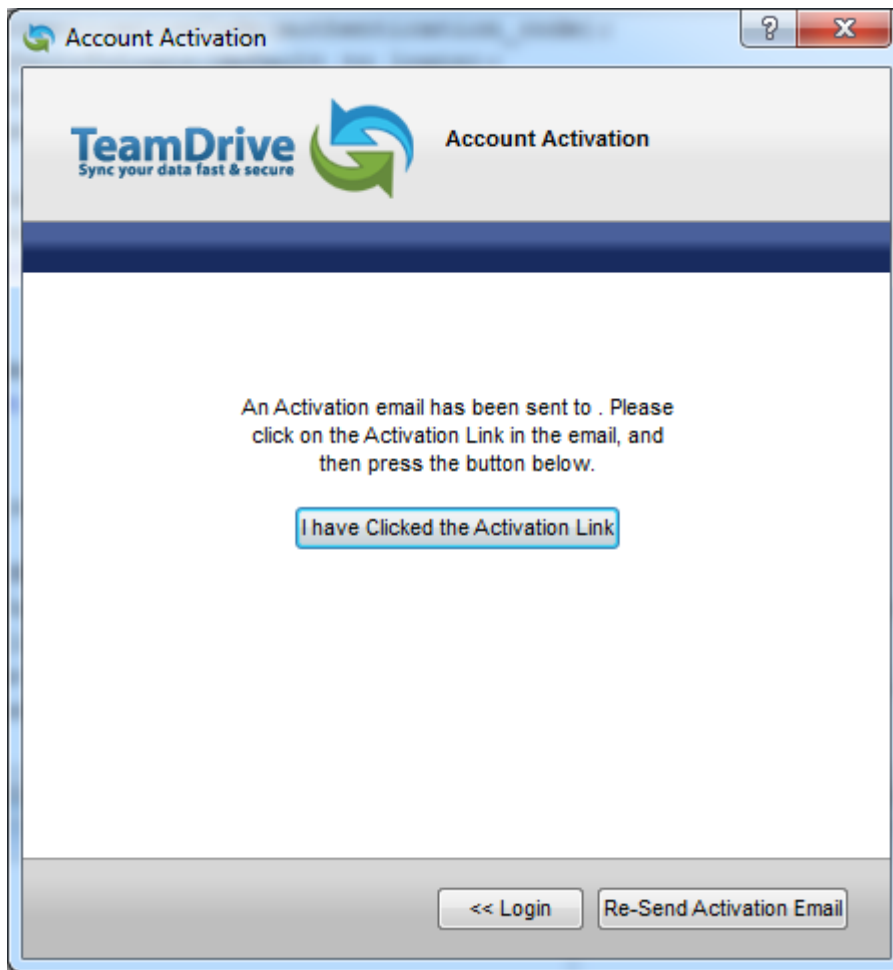 Account Activation
?
X
TeamDrive
Sync your data fast & secure
Account Activation
An Activation email has been sent to . Please
click on the Activation Link in the email, and
then press the button below.
I have Clicked the Activation Link
<< Login
Re-Send Activation Email